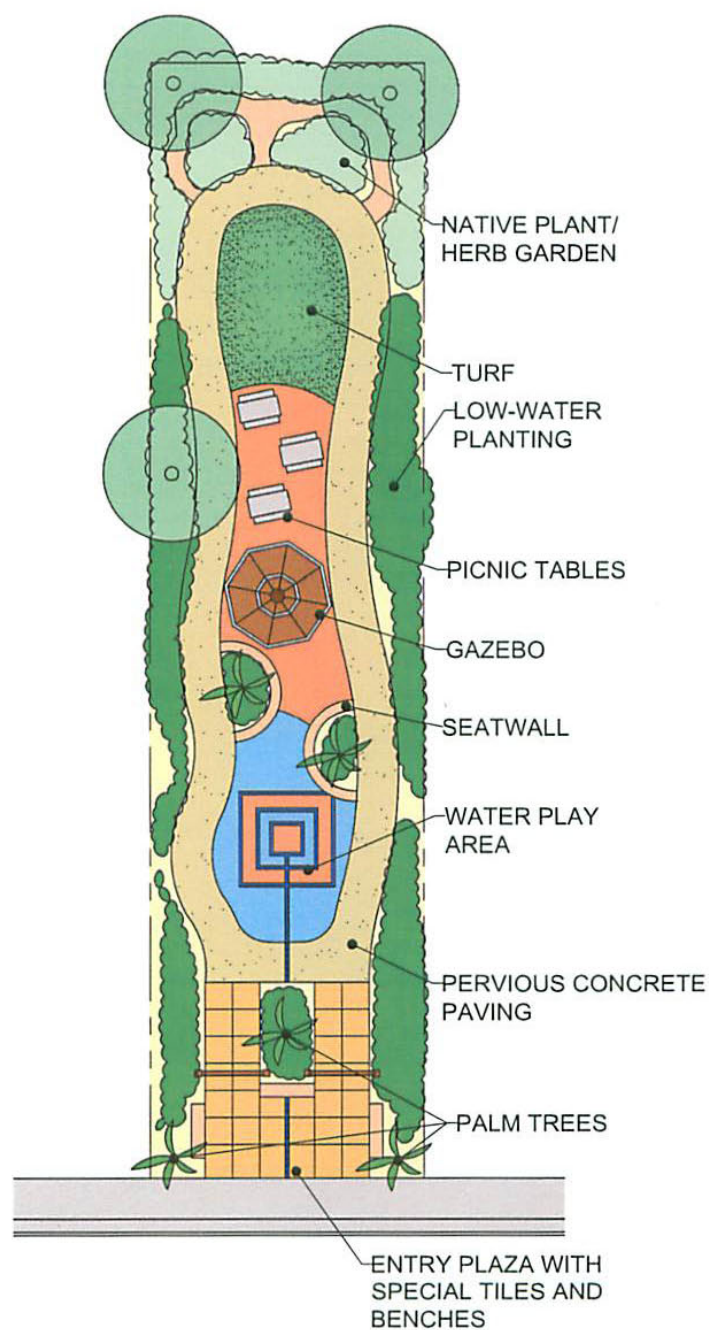 NATIVE PLANT/
HERB GARDEN
TURF
LOW-WATER
PLANTING
PICNIC TABLES
GAZEBO
SEATWALL
WATER PLAY
AREA
PERVIOUS CONCRETE
PAVING
PALM TREES
ENTRY PLAZA WITH
SPECIAL TILES AND
BENCHES